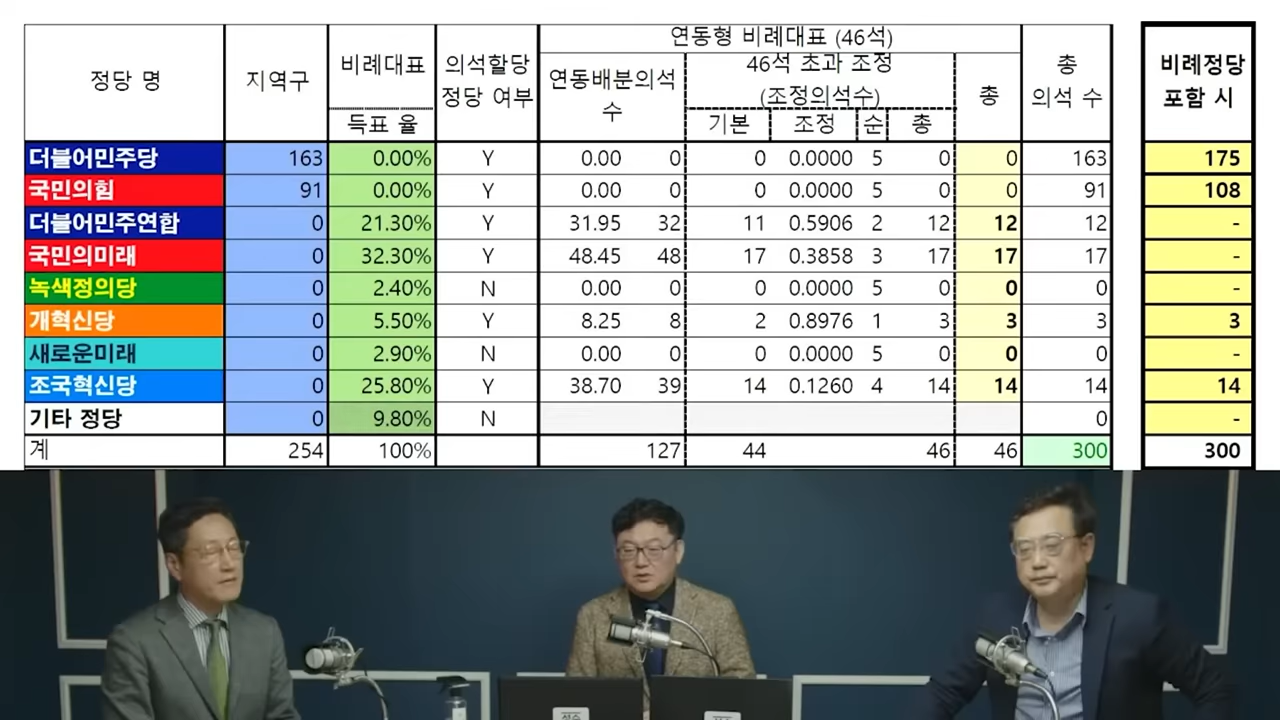 정당 명 지역구 비례대표 득표 율 의석할당 정당 여부 연동형 비례대표 (46석) 총 의석 수 비례정당 포함 시
연동배분의석수 46석 초과 조정 (조정의석수) 총
기본 조정 순 총
더불어민주당 163 0.00% Y 0.00 0 0 0.0000 5 0 0 163 175
국민의힘 91 0.00% Y 0.00 0 0 0.0000 5 0 0 91 108
더불어민주연합 0 21.30% Y 31.95 32 11 0.5906 2 12 12 12 -
국민의미래 0 32.30% Y 48.45 48 17 0.3858 3 17 17 17 -
녹색정의당 0 2.40% N 0.00 0 0 0.0000 5 0 0 0 -
개혁신당 0 5.50% Y 8.25 8 2 0.8976 1 3 3 3 3
새로운미래 0 2.90% N 0.00 0 0 0.0000 5 0 0 0 -
조국혁신당 0 25.80% Y 38.70 39 14 0.1260 4 14 14 14 14
기타 정당 0 9.80% N 0 -
계 254 100% 127 44 46 46 300 300